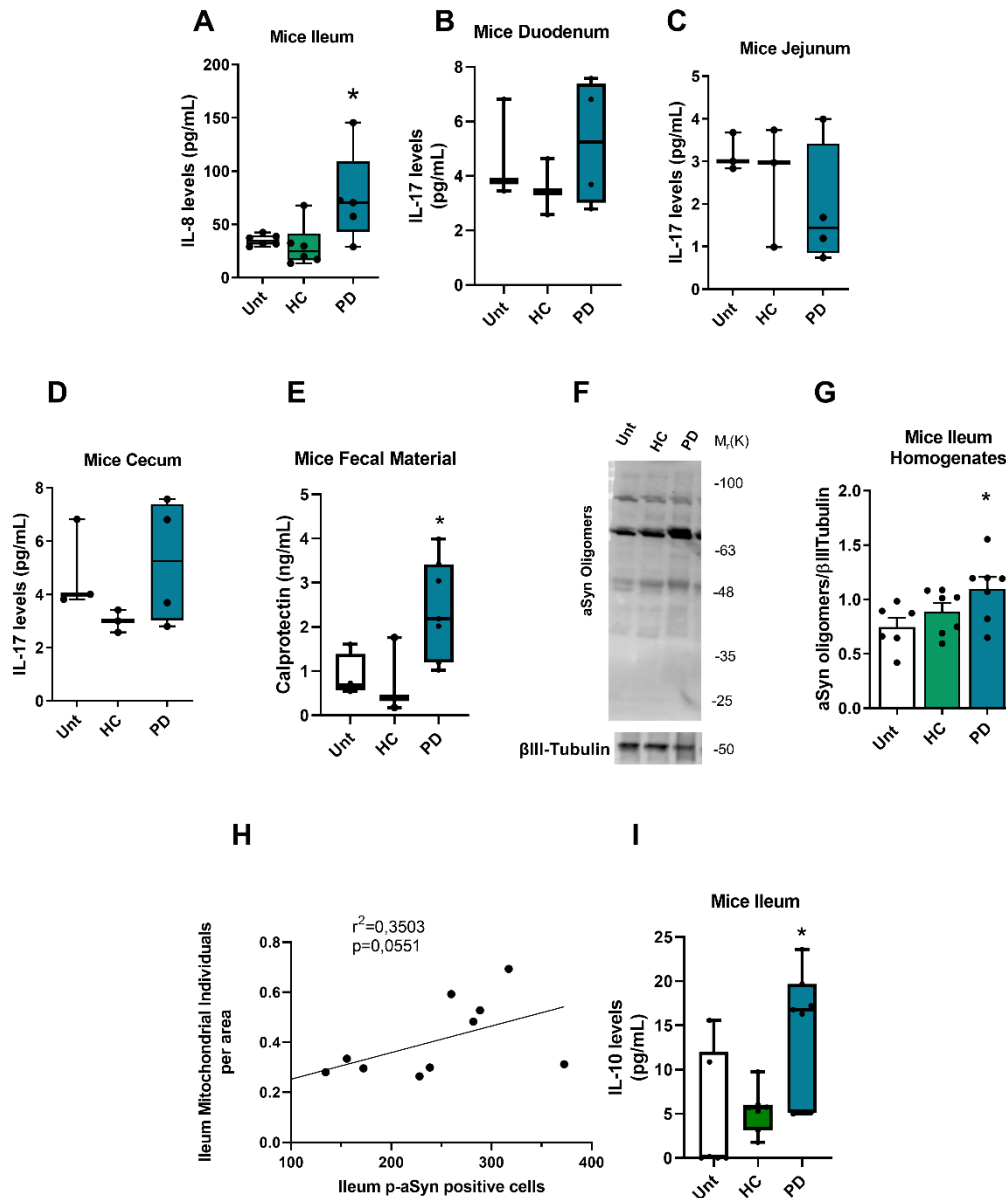 A
Mice Ileum
IL-8 levels (pg/mL)
200
150
100
50
0
*
Unt
HC
PD
B
Mice Duodenum
IL-17 levels
(pg/mL)
8
6
4
2
0
Unt
HC
PD
C
Mice Jejunum
IL-17 levels (pg/mL)
5
4
3
2
1
0
Unt
HC
PD
D
Mice Cecum
IL-17 levels (pg/mL)
8
6
4
2
0
Unt
HC
PD
E
Mice Fecal Material
Calprotectin (ng/mL)
5
4
3
2
1
0
*
Unt
HC
PD
F
Unt
HC
PD
Mr(K)
aSyn Oligomers
-100
-63
-48
-35
-25
βIII-Tubulin
-50
G
Mice Ileum
Homogenates
aSyn oligomers/βIIITubulin
2.0
1.5
1.0
0.5
0.0
*
Unt
HC
PD
H
r²=0,3503
p=0,0551
Ileum Mitochondrial Individuals
per area
0.8
0.6
0.4
0.2
0.0
100
200
300
400
Ileum p-aSyn positive cells
I
Mice Ileum
IL-10 levels
(pg/mL)
25
20
15
10
5
0
*
Unt
HC
PD